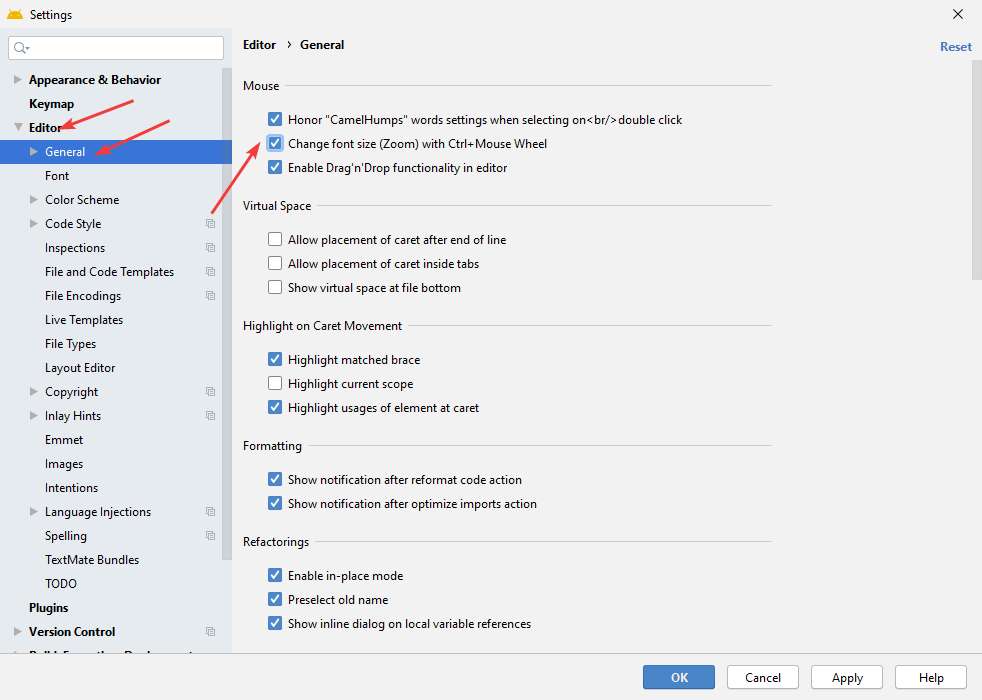 Settings
Editor › General
Reset
Appearance & Behavior
Keymap
Editor
General
Font
Color Scheme
Code Style
Inspections
File and Code Templates
File Encodings
Live Templates
File Types
Layout Editor
Copyright
Inlay Hints
Emmet
Images
Intentions
Language Injections
Spelling
TextMate Bundles
TODO
Plugins
Version Control
Mouse
Honor "CamelHumps" words settings when selecting on<br/>double click
Change font size (Zoom) with Ctrl+Mouse Wheel
Enable Drag'n'Drop functionality in editor
Virtual Space
Allow placement of caret after end of line
Allow placement of caret inside tabs
Show virtual space at file bottom
Highlight on Caret Movement
Highlight matched brace
Highlight current scope
Highlight usages of element at caret
Formatting
Show notification after reformat code action
Show notification after optimize imports action
Refactorings
Enable in-place mode
Preselect old name
Show inline dialog on local variable references
OK
Cancel
Apply
Help